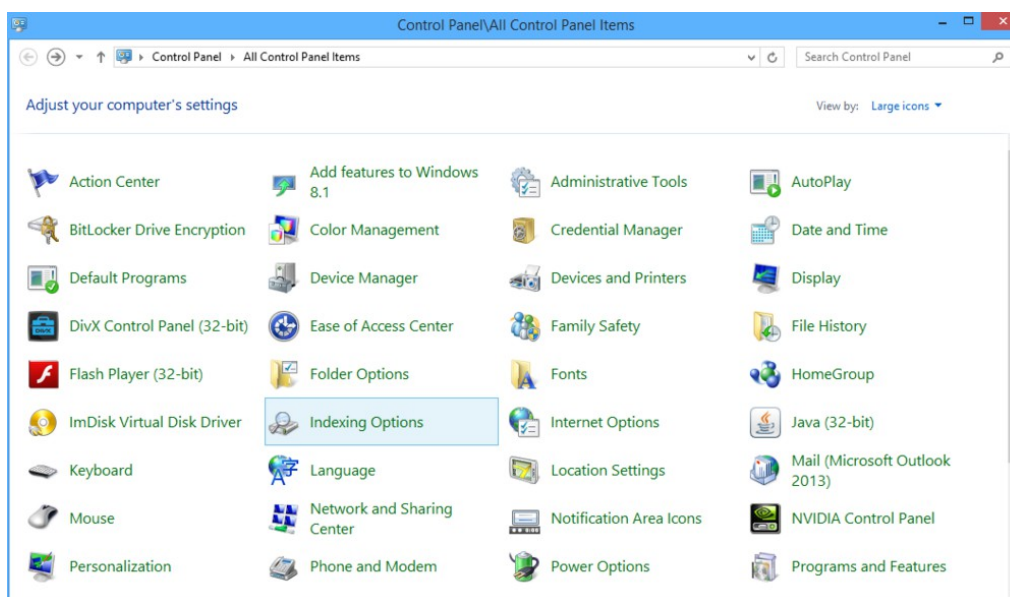 Control Panel\All Control Panel Items
Control Panel All Control Panel Items
Search Control Panel
Adjust your computer's settings
View by: Large icons
Action Center
Add features to Windows
8.1
Administrative Tools
AutoPlay
BitLocker Drive Encryption
Color Management
Credential Manager
Date and Time
Default Programs
Device Manager
Devices and Printers
Display
DivX Control Panel (32-bit)
Ease of Access Center
Family Safety
File History
Flash Player (32-bit)
Folder Options
Fonts
HomeGroup
ImDisk Virtual Disk Driver
Indexing Options
Internet Options
Java (32-bit)
Keyboard
Language
Location Settings
Mail (Microsoft Outlook
2013)
Mouse
Network and Sharing
Center
Notification Area Icons
NVIDIA Control Panel
Personalization
Phone and Modem
Power Options
Programs and Features